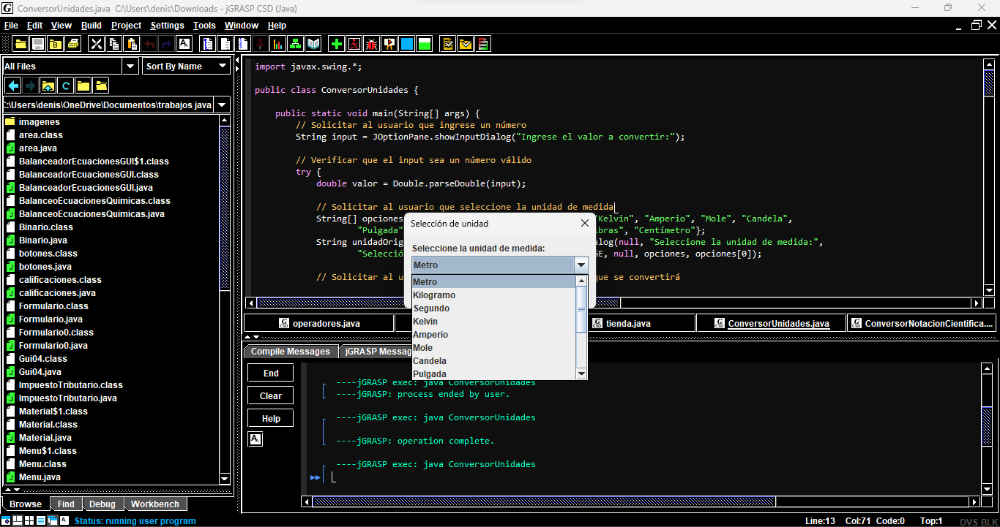 ConversorUnidades.java C:\Users\denis\Downloads - jGRASP CSD (Java)
File Edit View Build Project Settings Tools Window Help
All Files
Sort By Name
:\Users\denis\OneDrive\Documentos\trabajos java
imagenes
area.class
area.java
BalanceadorEcuacionesGUI$1.class
BalanceadorEcuacionesGUI.class
BalanceadorEcuacionesGUI.java
BalanceoEcuacionesQuimicas.class
BalanceoEcuacionesQuimicas.java
Binario.class
Binario.java
botones.class
botones.java
calificaciones.class
calificaciones.java
Formulario.class
Formulario.java
Formulario0.class
Formulario0.java
Gui04.class
Gui04.java
ImpuestoTributario.class
ImpuestoTributario.java
Material$1.class
Material.class
Material.java
Menu$1.class
Menu.class
Menu.java
Browse Find Debug Workbench
import javax.swing.*;
public class ConversorUnidades {
public static void main(String[] args) {
// Solicitar al usuario que ingrese un número
String input = JOptionPane.showInputDialog("Ingrese el valor a convertir:");
// Verificar que el input sea un número válido
try {
double valor = Double.parseDouble(input);
// Solicitar al usuario que seleccione la unidad de medida
String[] opciones "Kelvin", "Amperio", "Mole", "Candela",
"Pulgada" ibras", "Centímetro"};
String unidadOrig alog(null, "Seleccione la unidad de medida:",
"Selecció GE, null, opciones, opciones[0]);
// Solicitar al u que se convertirá
Selección de unidad
Seleccione la unidad de medida:
Metro
Metro
Kilogramo
Segundo
Kelvin
Amperio
Mole
Candela
Pulgada
operadores.java
tienda.java
ConversorUnidades.java
ConversorNotacionCientifica....
Compile Messages jGRASP Messag
End
Clear
Help
----jGRASP exec: java ConversorUnidades
----jGRASP: process ended by user.
----jGRASP exec: java ConversorUnidades
----jGRASP: operation complete.
----jGRASP exec: java ConversorUnidades
Status: running user program
Line:13 Col:71 Code:0 Top:1 OVS BLK